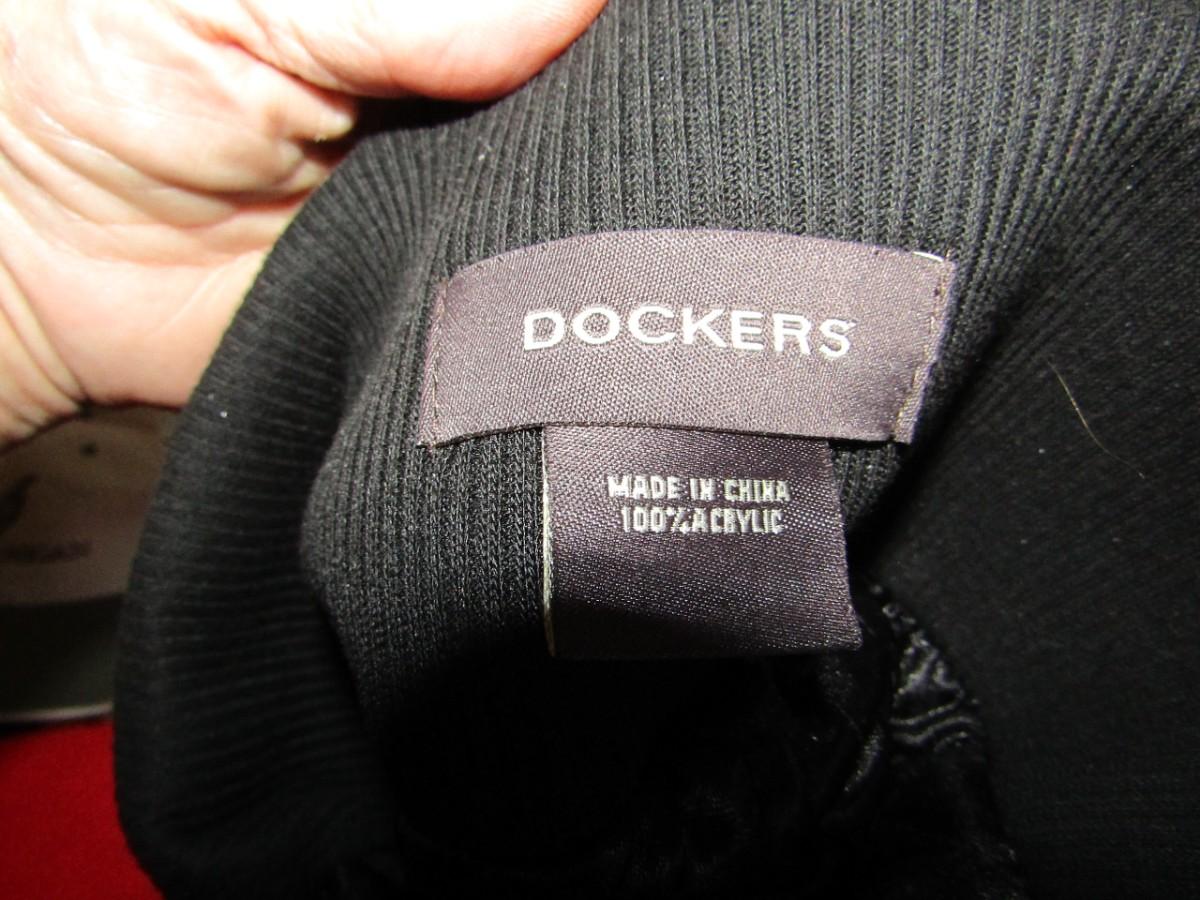 DOCKERS
MADE IN CHINA
100% ACRYLIC